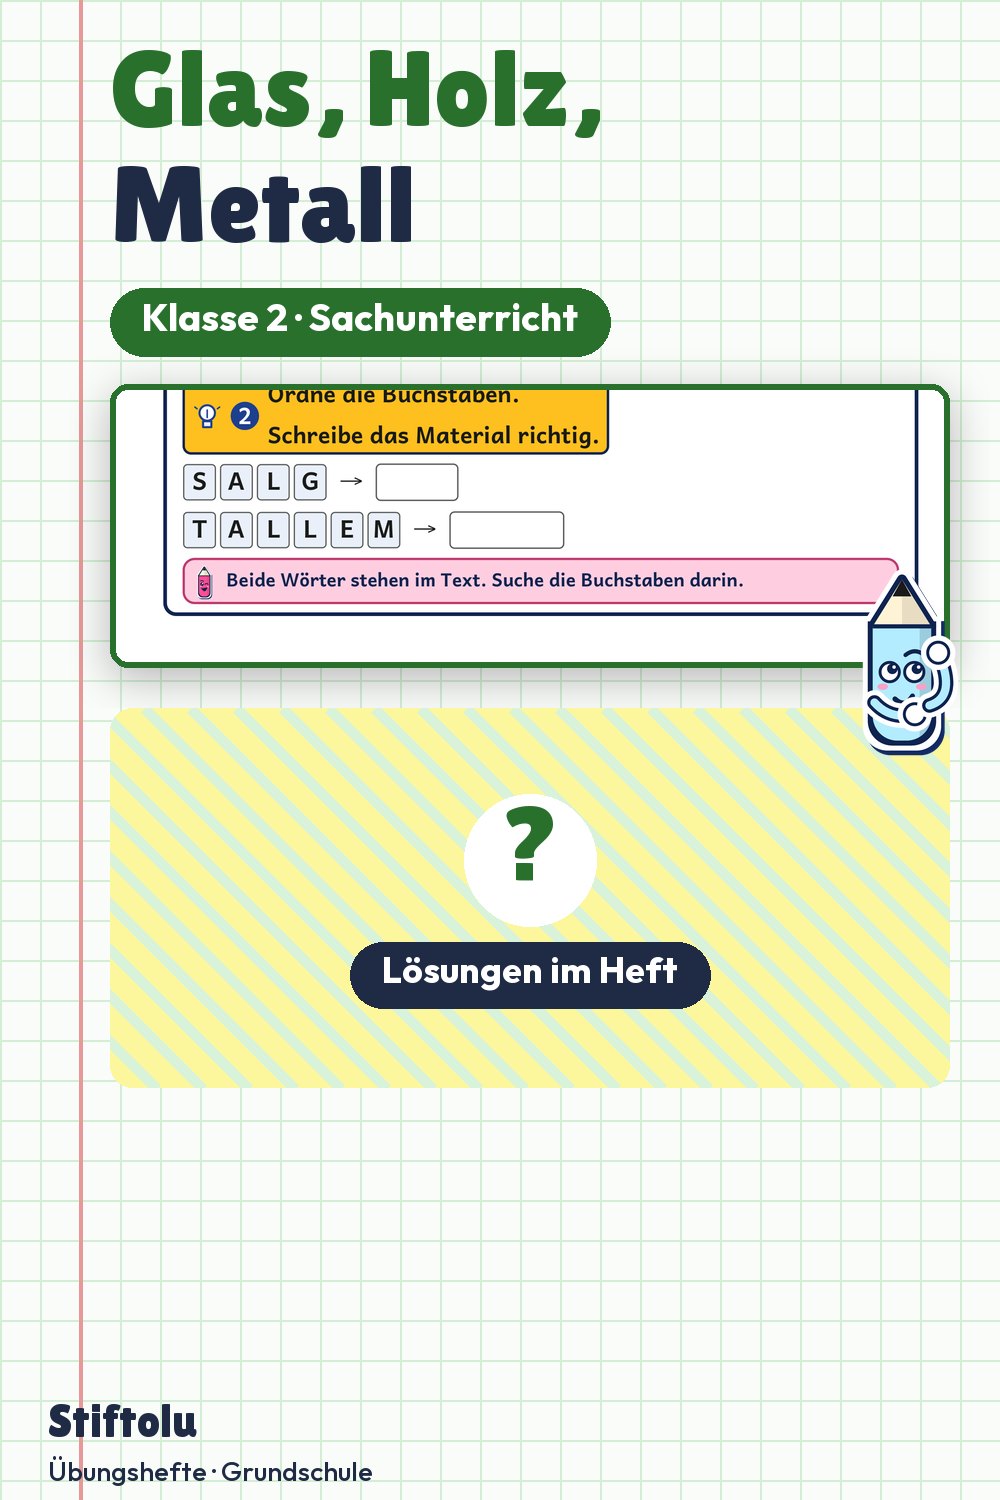 Glas, Holz,
Metall
Klasse 2 · Sachunterricht
2
Ordne die Buchstaben.
Schreibe das Material richtig.
S A L G →
T A L L E M →
Beide Wörter stehen im Text. Suche die Buchstaben darin.
?
Lösungen im Heft
Stiftolu
Übungshefte · Grundschule